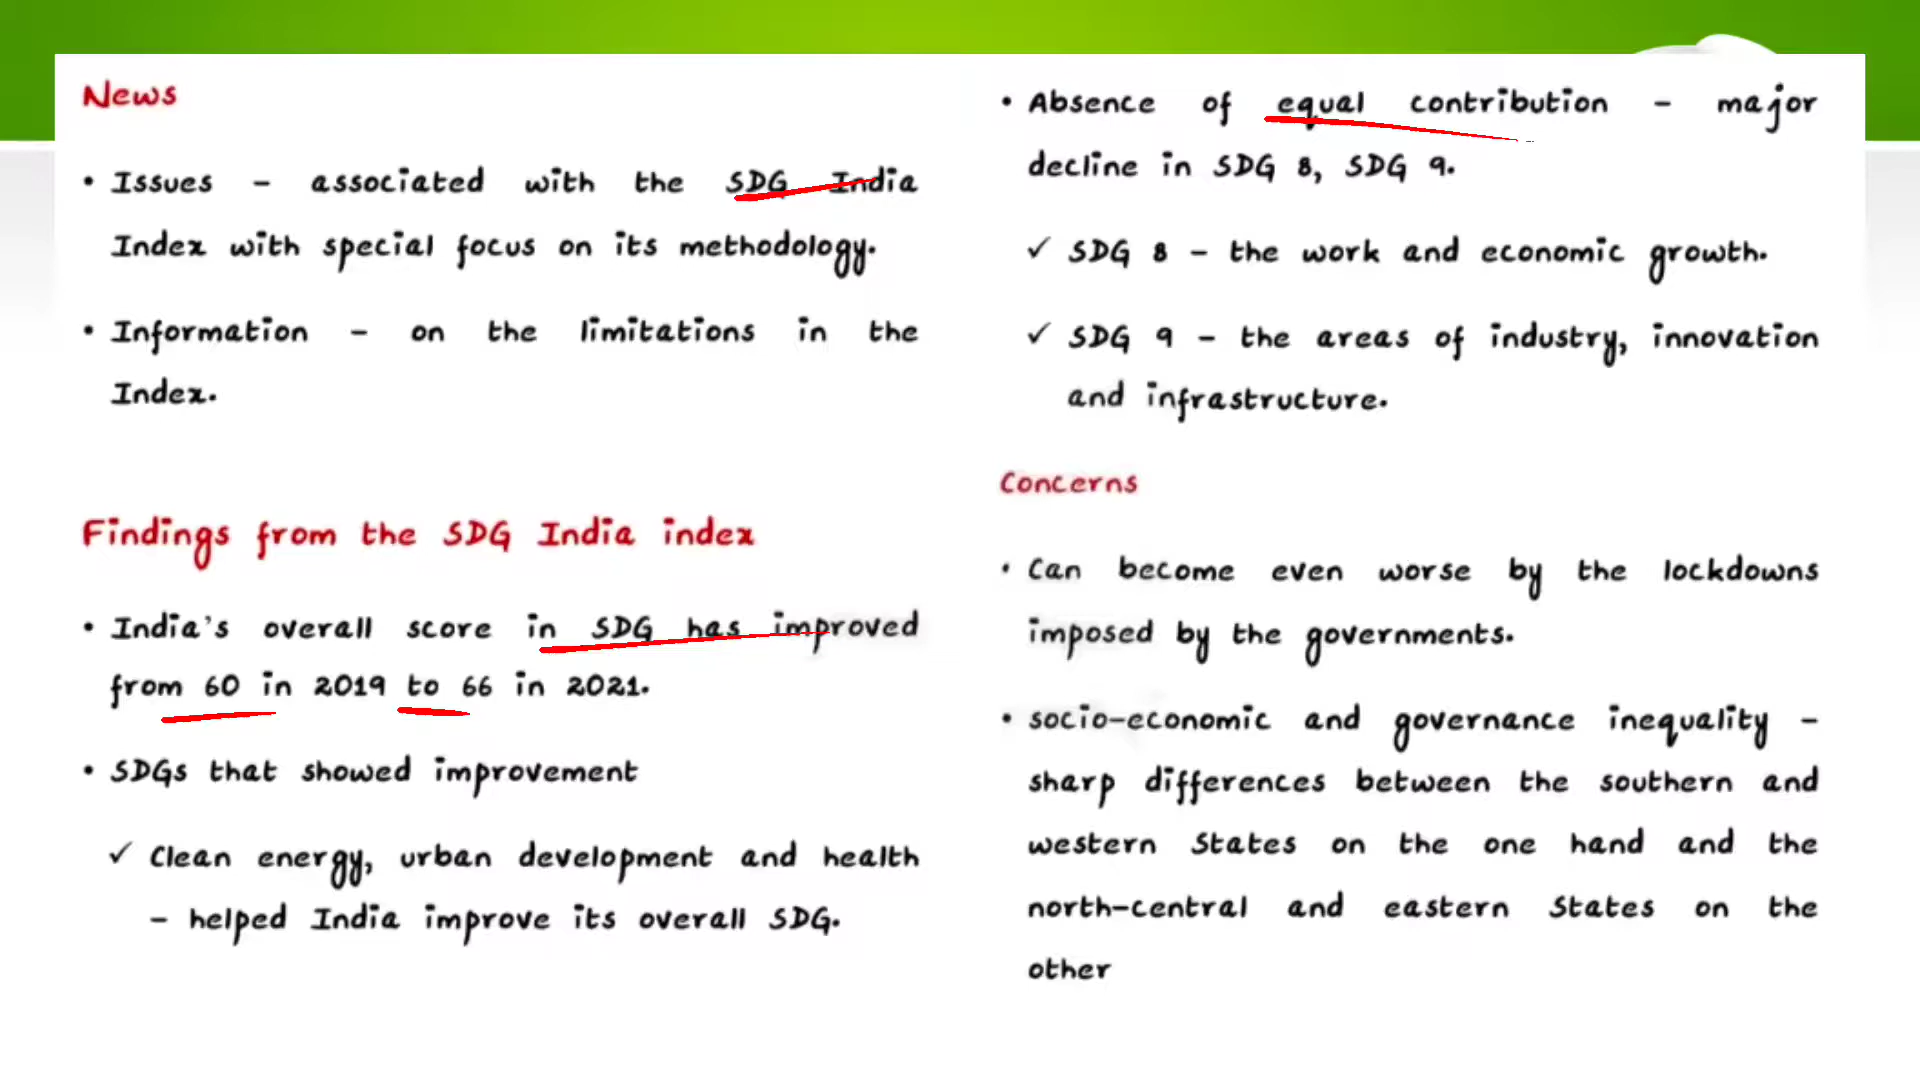 News
• Issues – associated with the SDG India
Index with special focus on its methodology.
• Information – on the limitations in the
Index.
Findings from the SDG India index
• India's overall score in SDG has improved
from 60 in 2019 to 66 in 2021.
• SDGs that showed improvement
✓ Clean energy, urban development and health
– helped India improve its overall SDG.
• Absence of equal contribution – major
decline in SDG 8, SDG 9.
✓ SDG 8 – the work and economic growth.
✓ SDG 9 – the areas of industry, innovation
and infrastructure.
Concerns
• Can become even worse by the lockdowns
imposed by the governments.
• socio-economic and governance inequality –
sharp differences between the southern and
western States on the one hand and the
north-central and eastern States on the
other